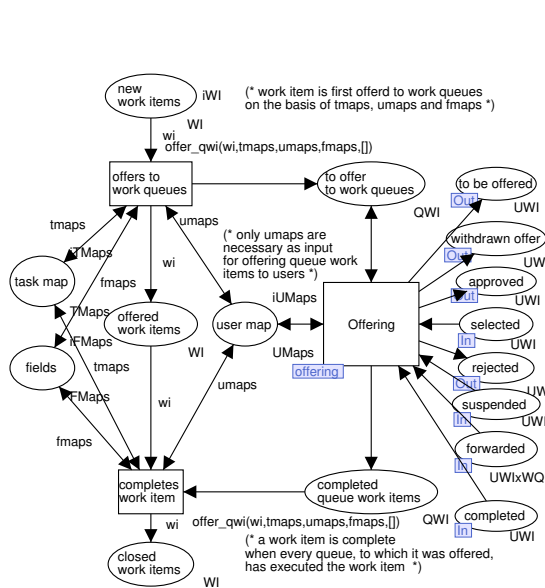 new
work items
iWI
WI
(* work item is first offerd to work queues
on the basis of tmaps, umaps and fmaps *)
wi
offer_qwi(wi,tmaps,umaps,fmaps,[])
offers to
work queues
to offer
to work queues
QWI
to be offered
Out
UWI
tmaps
umaps
iTMaps
wi
fmaps
(* only umaps are
necessary as input
for offering queue work
items to users *)
withdrawn offer
Out
UWI
task map
approved
Out
UWI
iUMaps
TMaps
offered
work items
user map
Offering
selected
In
UWI
iFMaps
WI
UMaps
offering
fields
tmaps
rejected
Out
UWI
umaps
FMaps
wi
suspended
In
UWI
fmaps
forwarded
In
UWIxWQ
completes
work item
completed
queue work items
QWI
completed
In
UWI
wi
offer_qwi(wi,tmaps,umaps,fmaps,[])
(* a work item is complete
when every queue, to which it was offered,
has executed the work item *)
closed
work items
WI